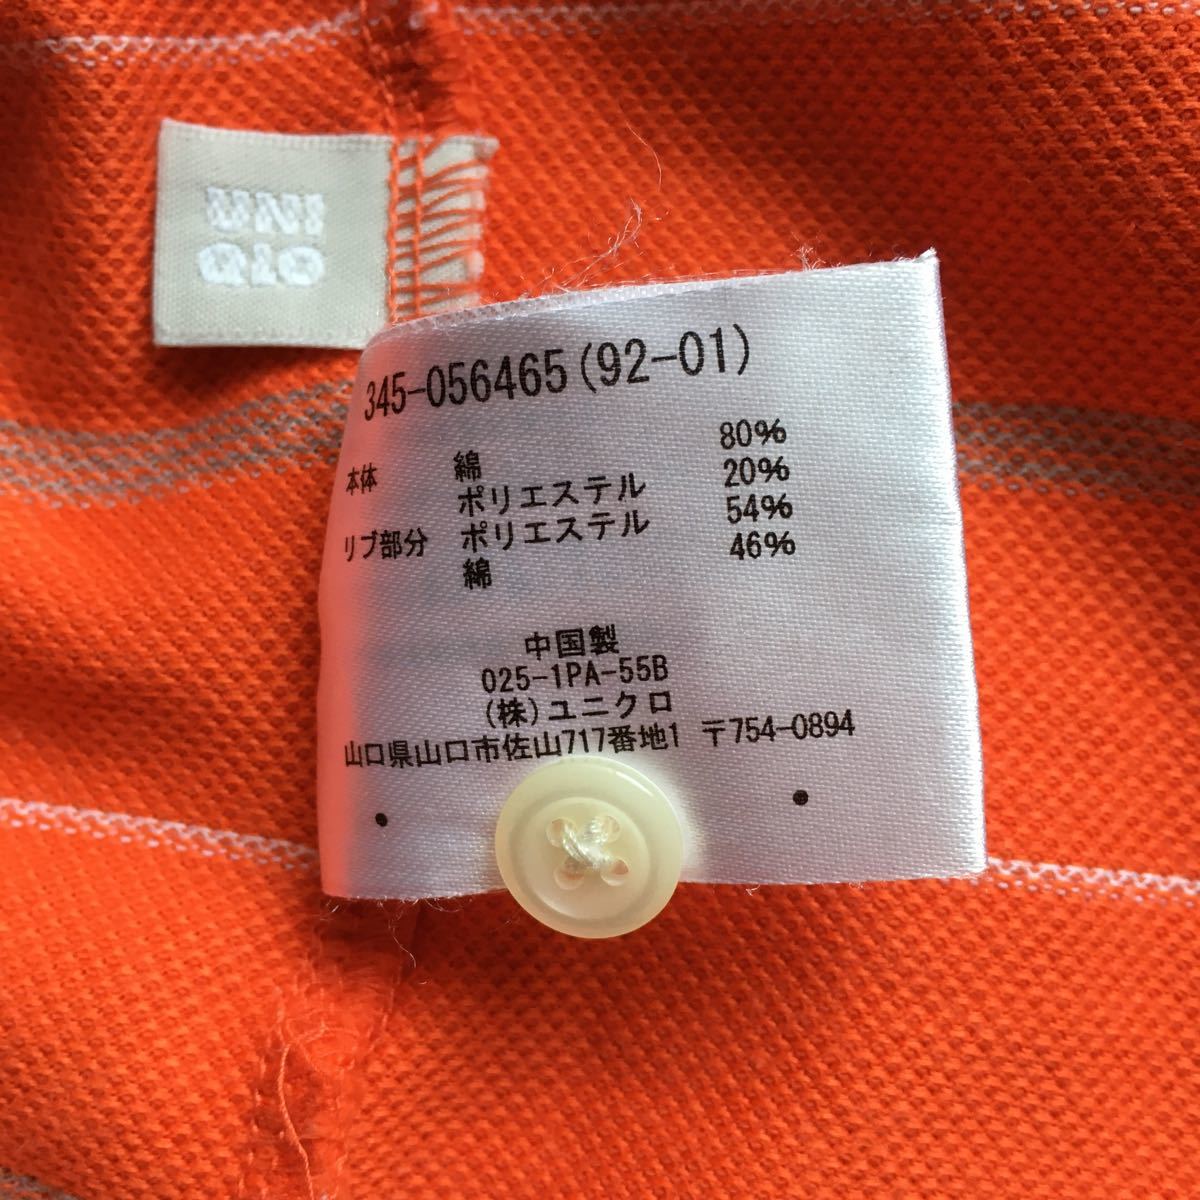 UNI
QLO
345-056465(92-01)
本体 綿 80%
ポリエステル 20%
リブ部分 ポリエステル 54%
綿 46%
中国製
025-1PA-55B
(株)ユニクロ
山口県山口市佐山717番地1 〒754-0894